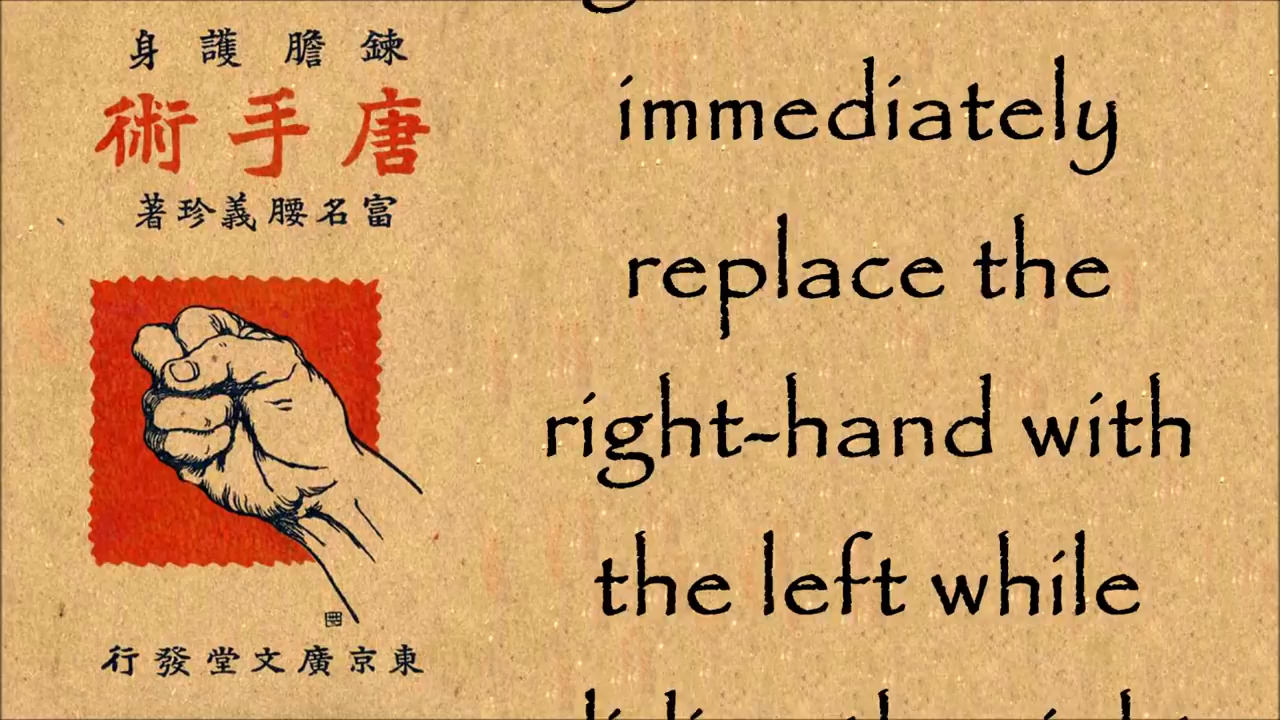 鍊膽護身
唐手術
富名腰義珍著
東京廣文堂發行
immediately
replace the
right-hand with
the left while